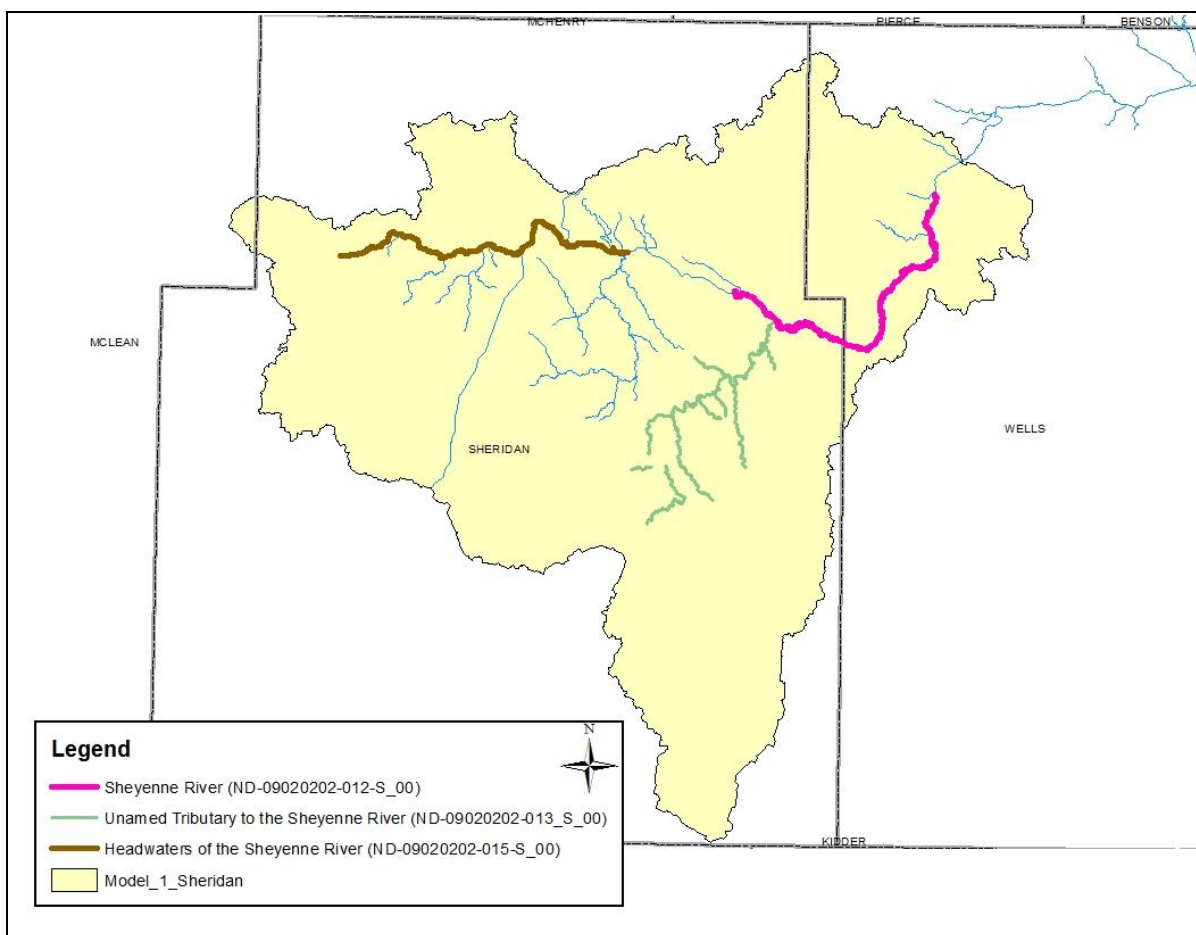 MCHENRY
PIERCE
BENSON
MCLEAN
WELLS
SHERIDAN
KIDDER
N
Legend
Sheyenne River (ND-09020202-012-S_00)
Unamed Tributary to the Sheyenne River (ND-09020202-013_S_00)
Headwaters of the Sheyenne River (ND-09020202-015-S_00)
Model_1_Sheridan